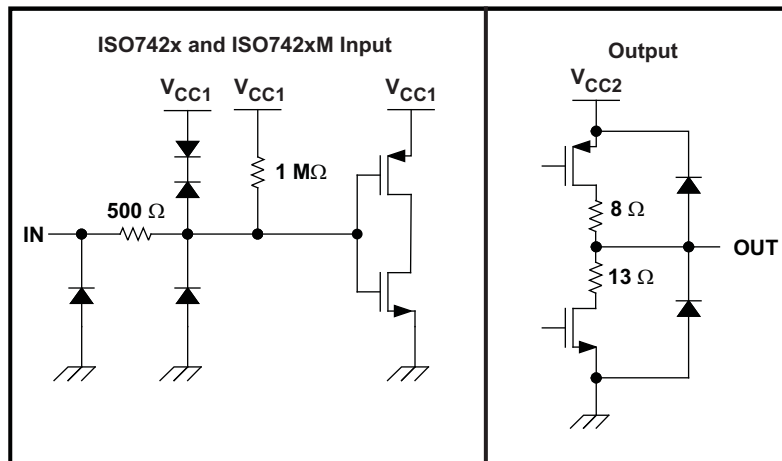 ISO742x and ISO742xM Input
VCC1
VCC1
VCC1
1 MΩ
500 Ω
IN
Output
VCC2
8 Ω
OUT
13 Ω